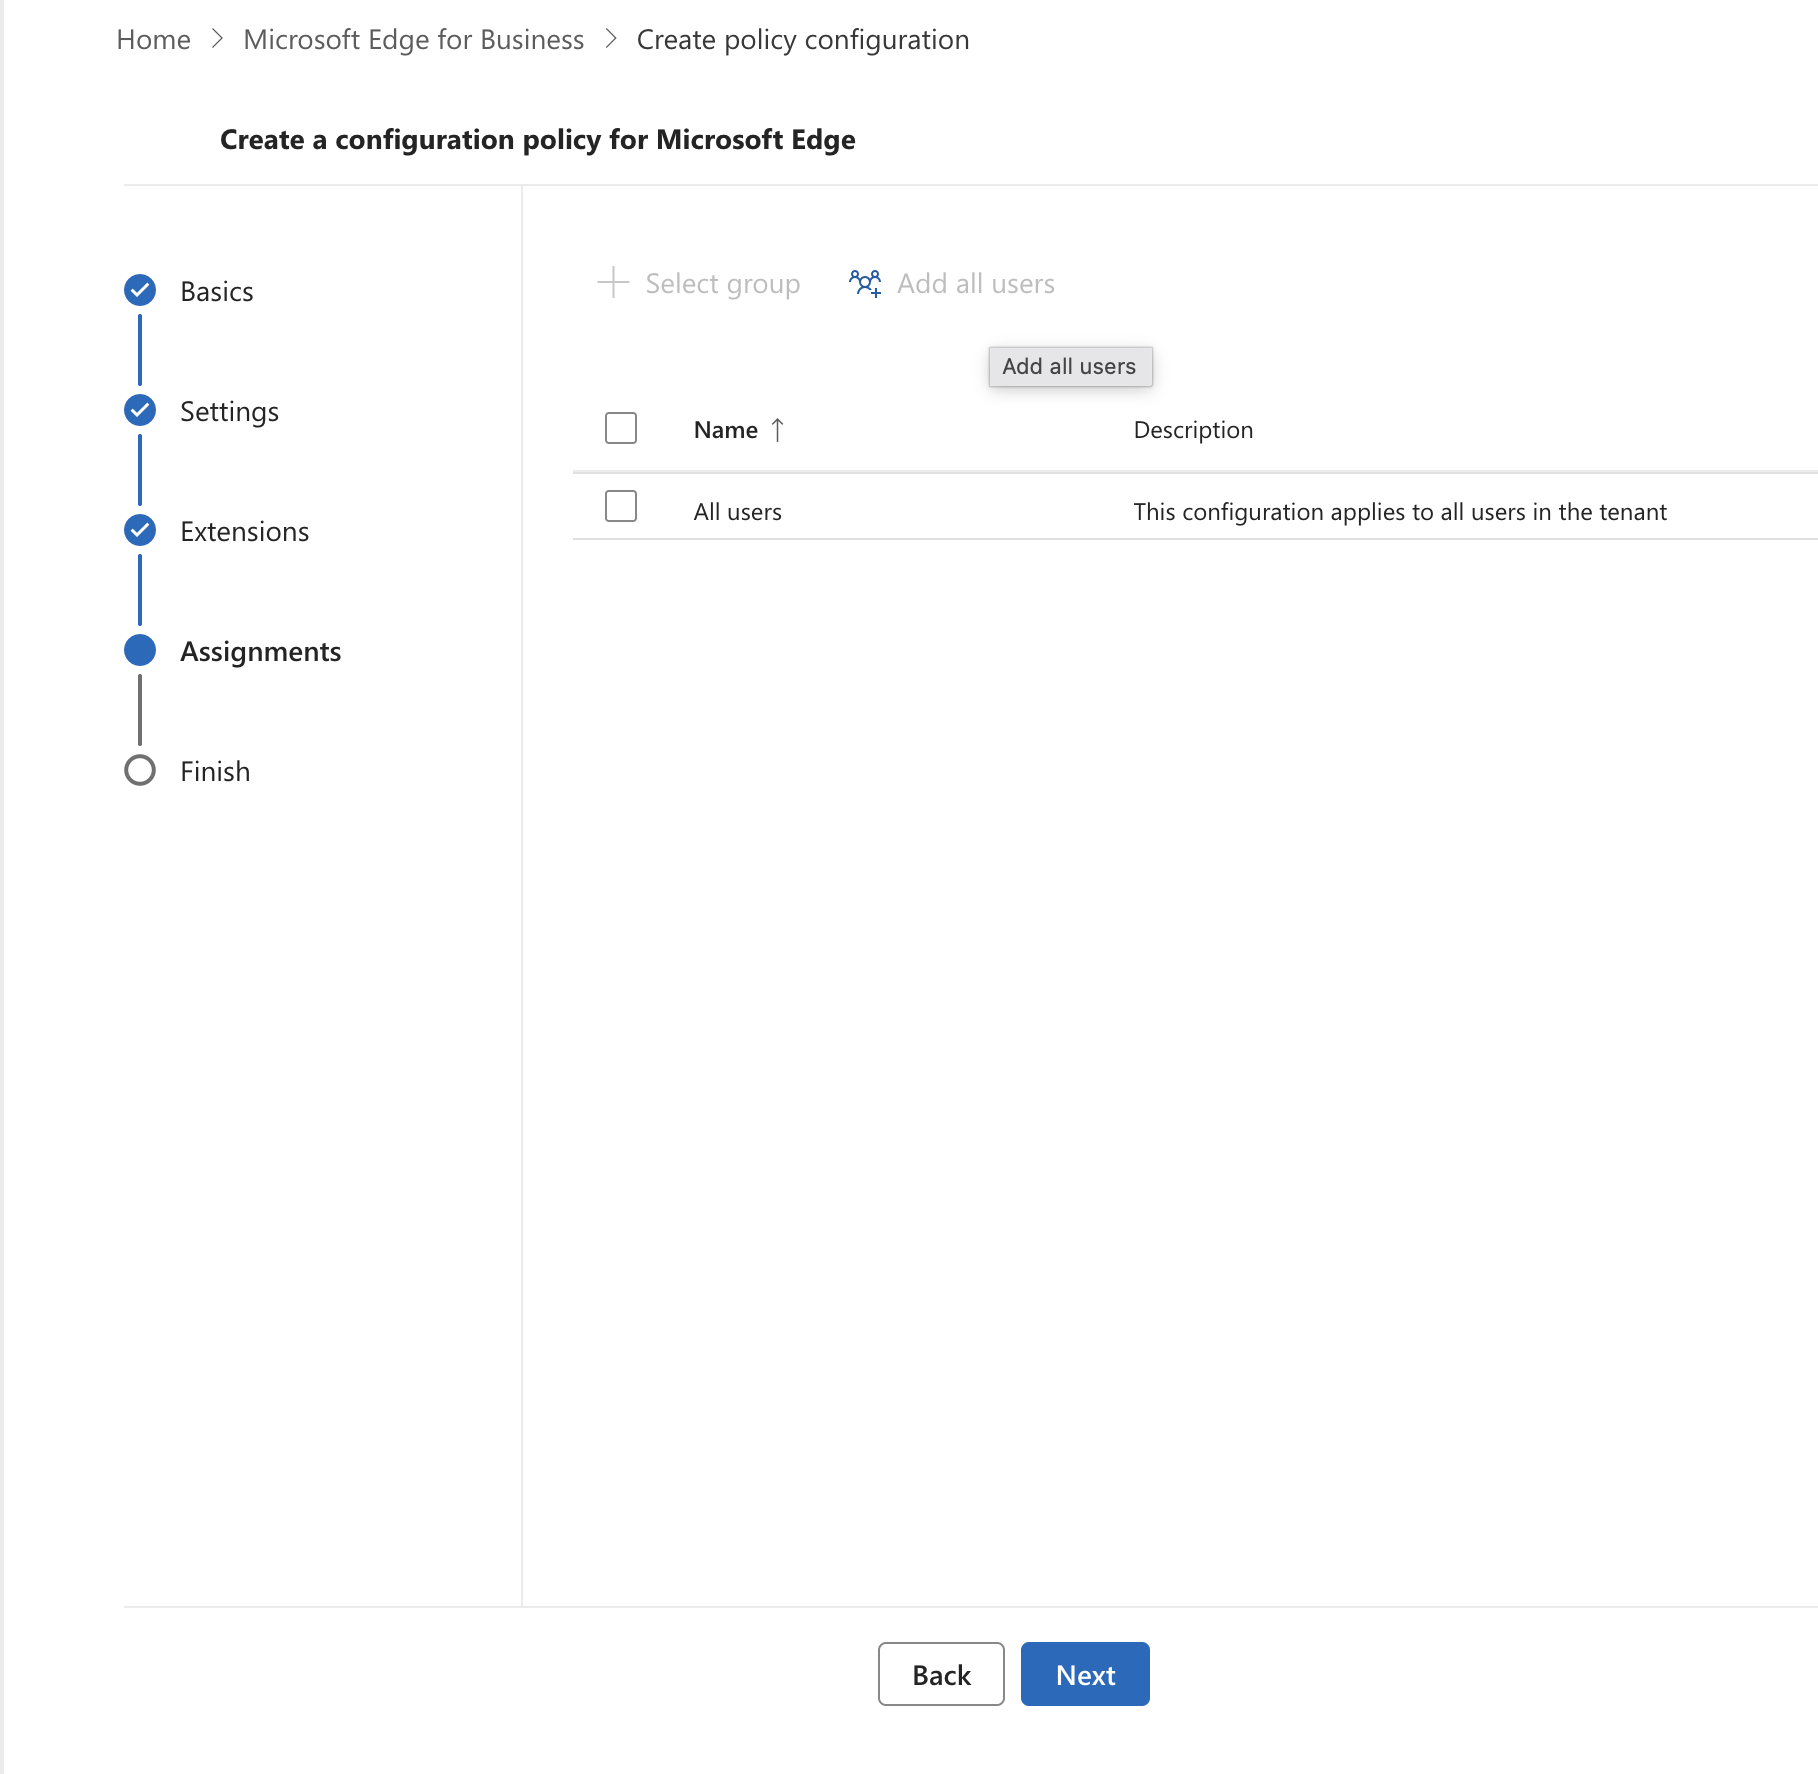 Home > Microsoft Edge for Business > Create policy configuration
Create a configuration policy for Microsoft Edge
Basics
Settings
Extensions
Assignments
Finish
Select group Add all users
Add all users
Name ↑ Description
All users This configuration applies to all users in the tenant
Back Next